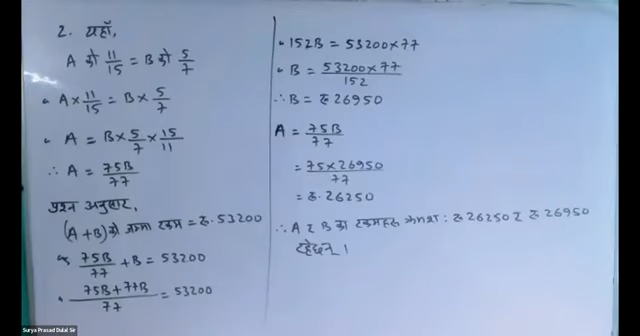 2. यहाँ,
A को 11/15 = B को 5/7
" A × 11/15 = B × 5/7
" A = B × 5/7 × 15/11
∴ A = 75B/77
प्रश्न अनुसार,
(A + B) को जम्मा रकम = रु. 53200
" 75B/77 + B = 53200
" 75B + 77B/77 = 53200
" 152B = 53200 × 77
" B = 53200 × 77/152
∴ B = रु 26950
A = 75B/77
= 75 × 26950/77
= रु. 26250
∴ A र B को रकमहरु क्रमशः रु 26250 र रु 26950
रहेछन् ।
Surya Prasad Dulal Sir